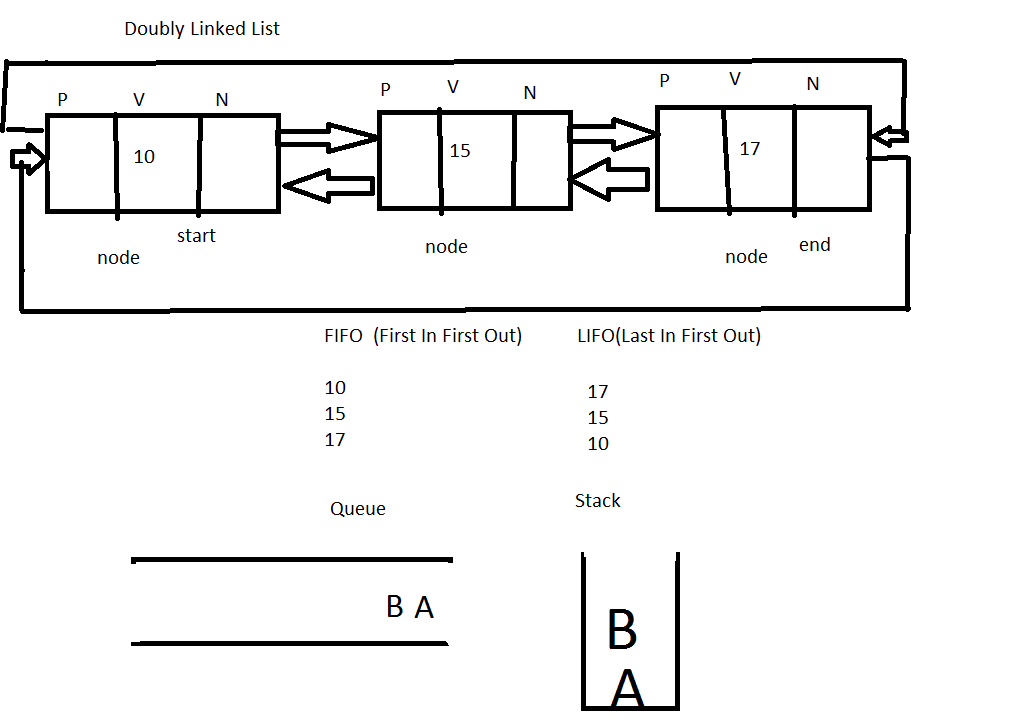 Doubly Linked List
P V N P V N P V N
10 15 17
node start node node end
FIFO (First In First Out) LIFO(Last In First Out)
10 17
15 15
17 10
Queue Stack
B A B
A